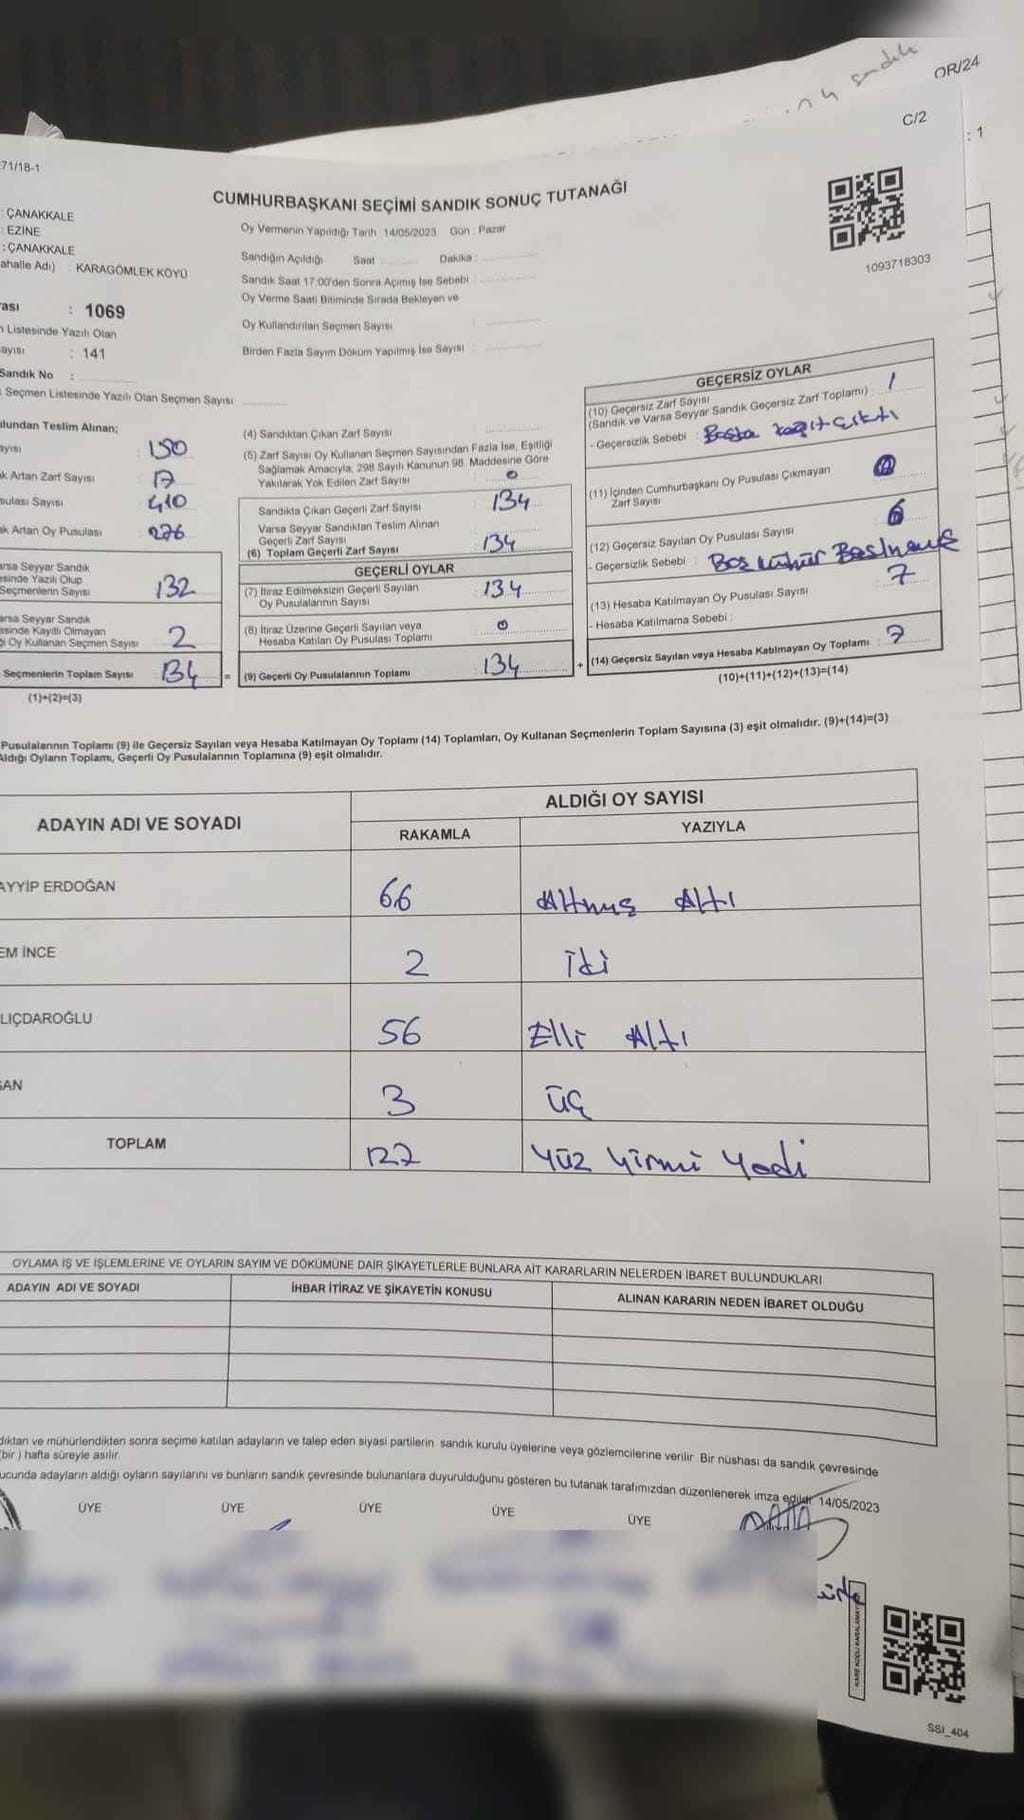 n 4 sandık
OR/24
C/2
: 1
71/18-1
CUMHURBAŞKANI SEÇİMİ SANDIK SONUÇ TUTANAĞI
: ÇANAKKALE
: EZİNE
: ÇANAKKALE
ahalle Adı) : KARAGÖMLEK KÖYÜ
Oy Vermenin Yapıldığı Tarih : 14/05/2023 Gün : Pazar
Sandığın Açıldığı Saat : Dakika :
Sandık Saat 17:00'den Sonra Açımış İse Sebebi :
Oy Verme Saati Bitiminde Sırada Bekleyen ve
Oy Kullandırılan Seçmen Sayısı :
Birden Fazla Sayım Döküm Yapılmış İse Sayısı :
1093718303
ası : 1069
n Listesinde Yazılı Olan
ayısı : 141
Sandık No :
Seçmen Listesinde Yazılı Olan Seçmen Sayısı
ulundan Teslim Alınan;
ayısı 150
k Artan Zarf Sayısı 17
sulası Sayısı 410
k Artan Oy Pusulası 276
arsa Seyyar Sandık
esinde Yazılı Olup
Seçmenlerin Sayısı 132
arsa Seyyar Sandık
esinde Kayıtlı Olmayan
ği Oy Kullanan Seçmen Sayısı 2
Seçmenlerin Toplam Sayısı 134 =
(1)+(2)=(3)
(4) Sandıktan Çıkan Zarf Sayısı :
(5) Zarf Sayısı Oy Kullanan Seçmen Sayısından Fazla İse, Eşitliği
Sağlamak Amacıyla, 298 Sayılı Kanunun 98. Maddesine Göre
Yakılarak Yok Edilen Zarf Sayısı : 0
Sandıkta Çıkan Geçerli Zarf Sayısı : 134
Varsa Seyyar Sandıktan Teslim Alınan
Geçerli Zarf Sayısı
(6) Toplam Geçerli Zarf Sayısı : 134
GEÇERLİ OYLAR
(7) İtiraz Edilmeksizin Geçerli Sayılan
Oy Pusulalarının Sayısı : 134
(8) İtiraz Üzerine Geçerli Sayılan veya
Hesaba Katılan Oy Pusulası Toplamı : 0
(9) Geçerli Oy Pusulalarının Toplamı : 134 +
GEÇERSİZ OYLAR
(10) Geçersiz Zarf Sayısı
(Sandık ve Varsa Seyyar Sandık Geçersiz Zarf Toplamı) : 1
- Geçersizlik Sebebi : Başka kağıt çıktı
(11) İçinden Cumhurbaşkanı Oy Pusulası Çıkmayan
Zarf Sayısı
(12) Geçersiz Sayılan Oy Pusulası Sayısı : 6
- Geçersizlik Sebebi : Boş mühür
(13) Hesaba Katılmayan Oy Pusulası Sayısı : 7
- Hesaba Katılmama Sebebi :
(14) Geçersiz Sayılan veya Hesaba Katılmayan Oy Toplamı : 7
(10)+(11)+(12)+(13)=(14)
Pusulalarının Toplamı (9) ile Geçersiz Sayılan veya Hesaba Katılmayan Oy Toplamı (14) Toplamları, Oy Kullanan Seçmenlerin Toplam Sayısına (3) eşit olmalıdır. (9)+(14)=(3)
Aldığı Oyların Toplamı, Geçerli Oy Pusulalarının Toplamına (9) eşit olmalıdır.
ADAYIN ADI VE SOYADI
ALDIĞI OY SAYISI
RAKAMLA YAZIYLA
AYYİP ERDOĞAN 66 Altmış Altı
EM İNCE 2 İki
LIÇDAROĞLU 56 Elli Altı
ĞAN 3 ÜÇ
TOPLAM 127 Yüz Yirmi Yedi
OYLAMA İŞ VE İŞLEMLERİNE VE OYLARIN SAYIM VE DÖKÜMÜNE DAİR ŞİKAYETLERLE BUNLARA AİT KARARLARIN NELERDEN İBARET BULUNDUKLARI
ADAYIN ADI VE SOYADI İHBAR İTİRAZ VE ŞİKAYETİN KONUSU ALINAN KARARIN NEDEN İBARET OLDUĞU
dıktan ve mühürlendikten sonra seçime katılan adayların ve talep eden siyasi partilerin sandık kurulu üyelerine veya gözlemcilerine verilir. Bir nüshası da sandık çevresinde
(bir ) hafta süreyle asılır.
ucunda adayların aldığı oyların sayılarını ve bunların sandık çevresinde bulunanlara duyurulduğunu gösteren bu tutanak tarafımızdan düzenlenerek imza edildi. 14/05/2023
ÜYE ÜYE ÜYE ÜYE ÜYE
KARE KODU KARALAMAYIN
SSI_404